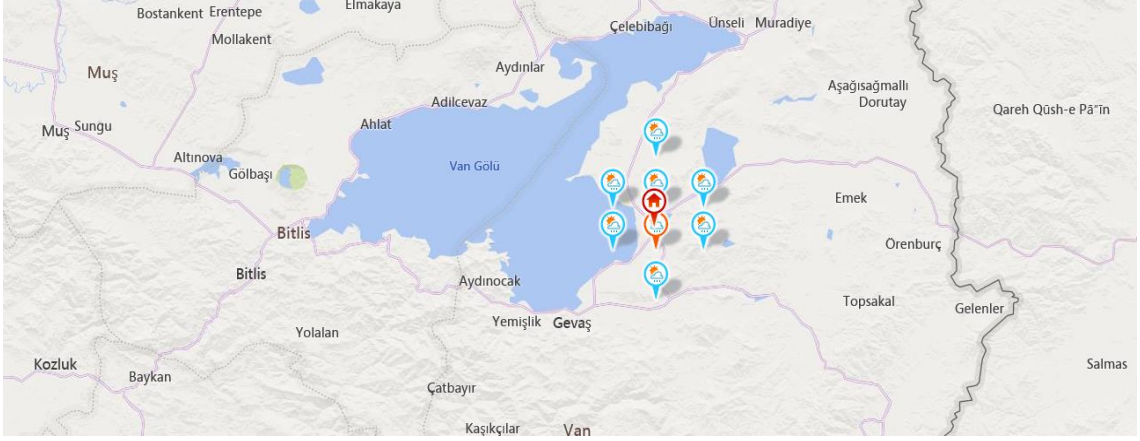 Bostankent Erentepe
Elmakaya
Mollakent
Çelebibağı
Ünseli Muradiye
Muş
Aydınlar
Aşağısağmallı
Dorutay
Adilcevaz
Qareh Qūsh-e Pā"īn
Muş Sungu
Ahlat
Altınova
Gölbaşı
Van Gölü
Emek
Bitlis
Örenburç
Bitlis
Aydınocak
Topsakal
Gelenler
Yemişlik Gevaş
Yolalan
Kozluk
Baykan
Salmas
Çatbayır
Kaşıkçılar
Van